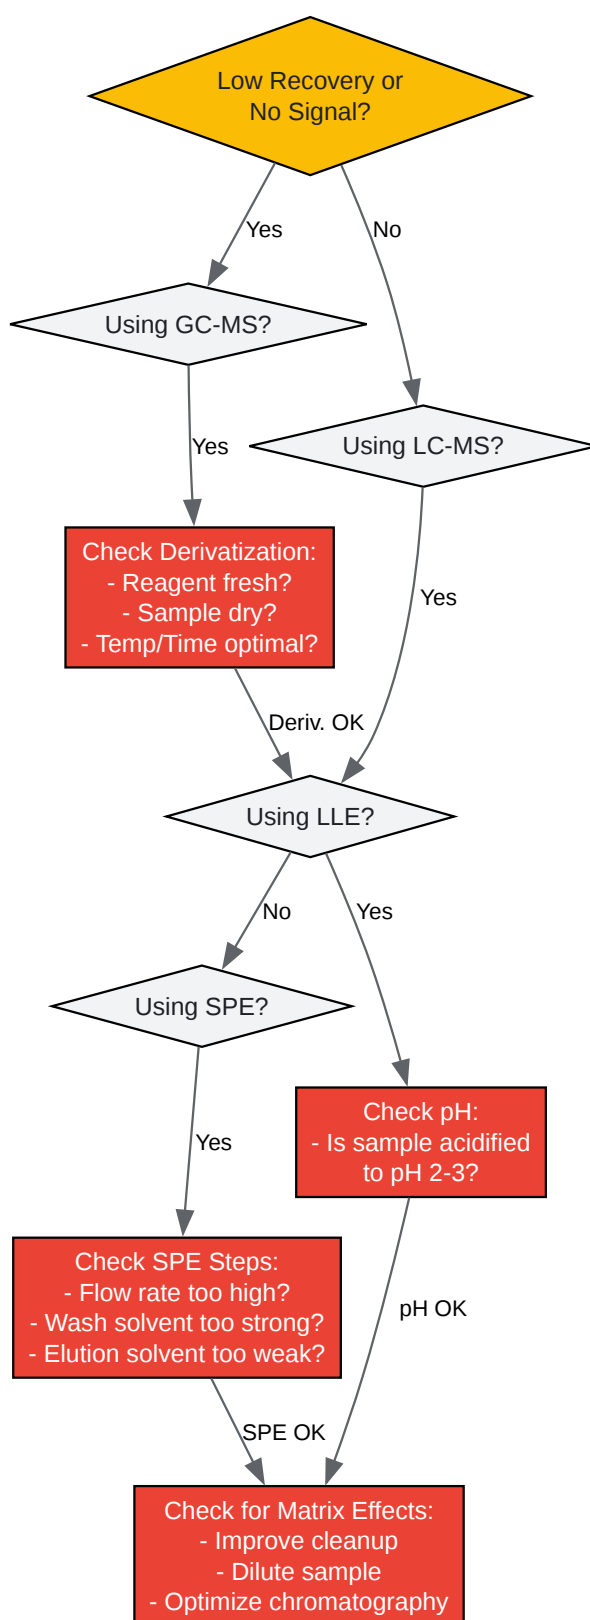 Low Recovery or
No Signal?
Yes
No
Using GC-MS?
Using LC-MS?
Yes
Check Derivatization:
- Reagent fresh?
- Sample dry?
- Temp/Time optimal?
Yes
Deriv. OK
Using LLE?
No
Yes
Using SPE?
Check pH:
- Is sample acidified
to pH 2-3?
Yes
Check SPE Steps:
- Flow rate too high?
- Wash solvent too strong?
- Elution solvent too weak?
pH OK
SPE OK
Check for Matrix Effects:
- Improve cleanup
- Dilute sample
- Optimize chromatography